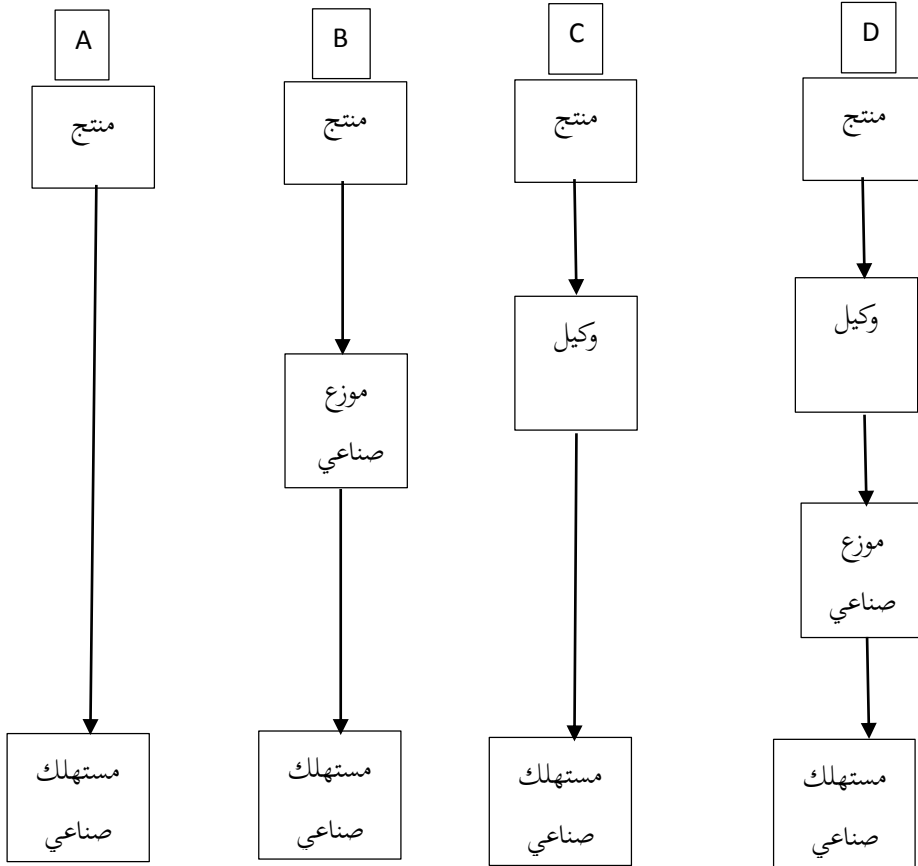 A
منتج
مستهلك
صناعي
B
منتج
موزع
صناعي
مستهلك
صناعي
C
منتج
وكيل
مستهلك
صناعي
D
منتج
وكيل
موزع
صناعي
مستهلك
صناعي